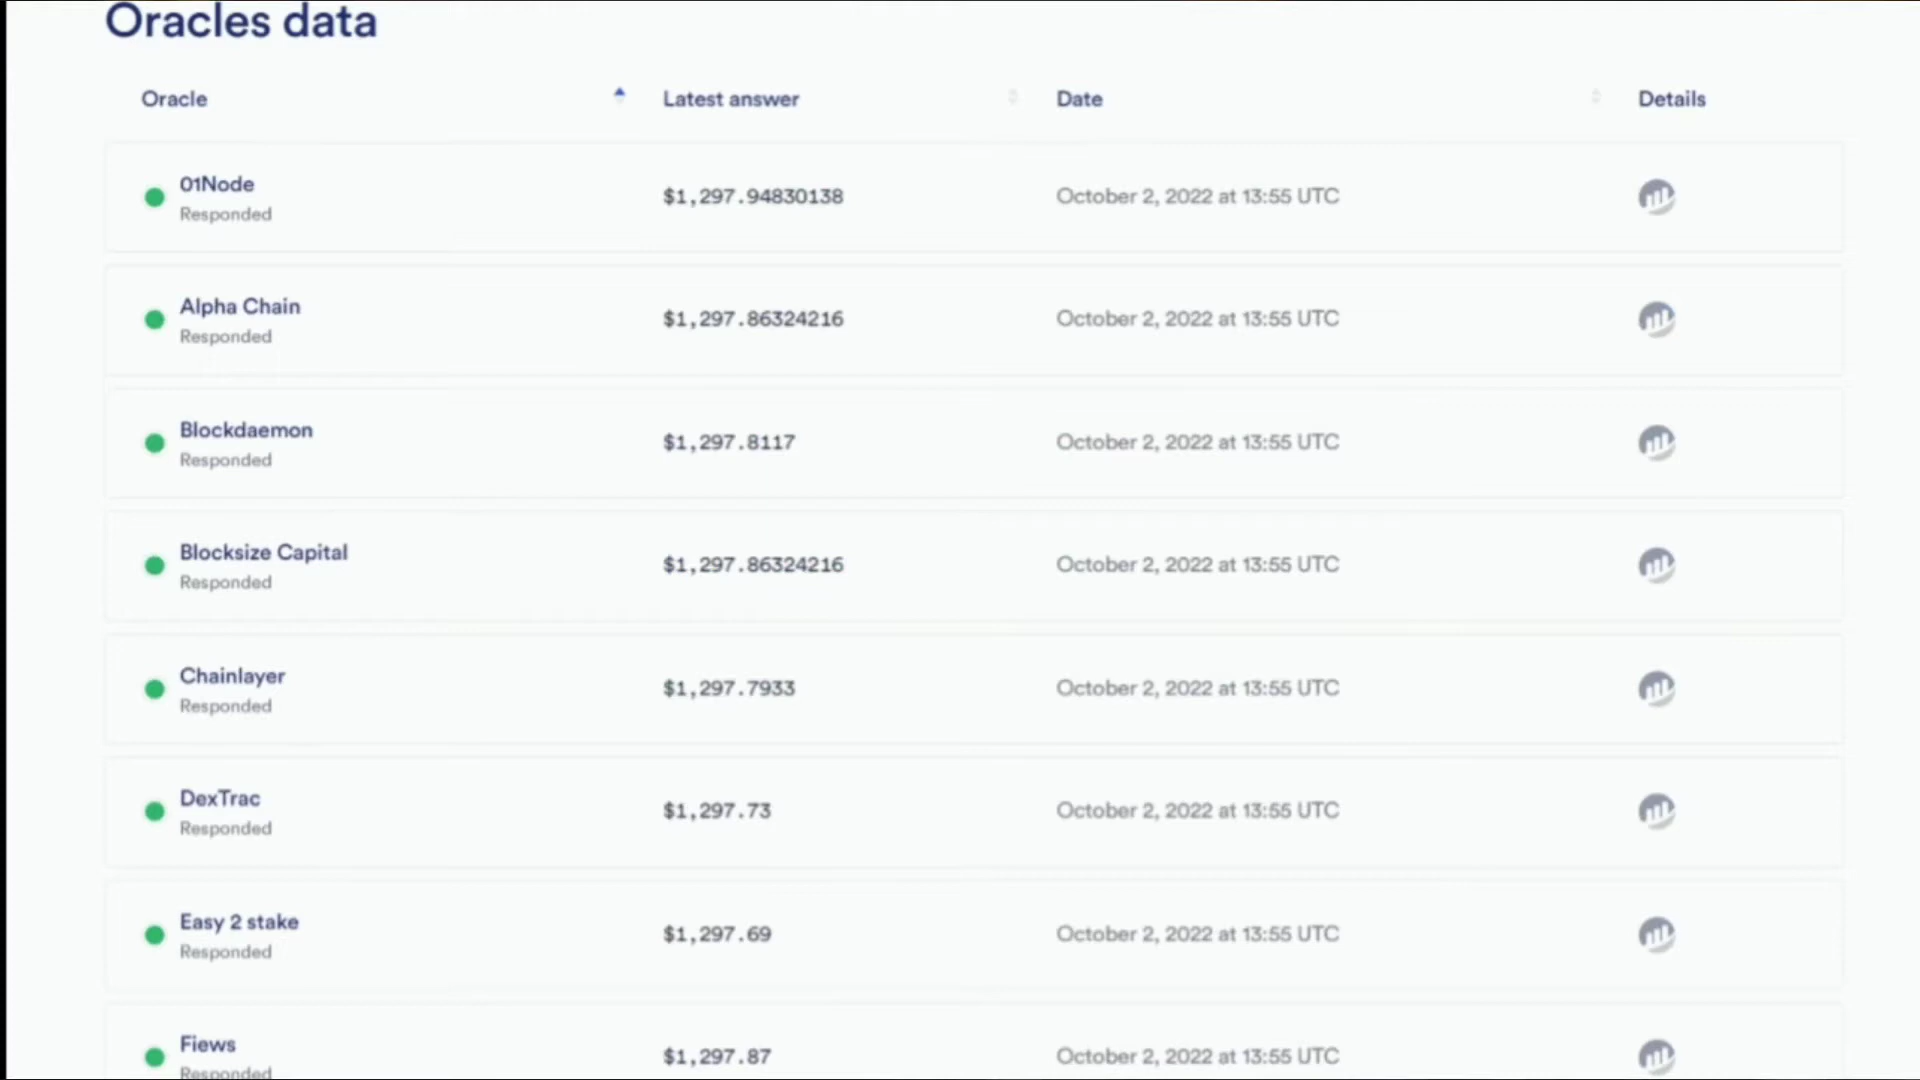 Oracles data
Oracle Latest answer Date Details
01Node
Responded
$1,297.94830138 October 2, 2022 at 13:55 UTC
Alpha Chain
Responded
$1,297.86324216 October 2, 2022 at 13:55 UTC
Blockdaemon
Responded
$1,297.8117 October 2, 2022 at 13:55 UTC
Blocksize Capital
Responded
$1,297.86324216 October 2, 2022 at 13:55 UTC
Chainlayer
Responded
$1,297.7933 October 2, 2022 at 13:55 UTC
DexTrac
Responded
$1,297.73 October 2, 2022 at 13:55 UTC
Easy 2 stake
Responded
$1,297.69 October 2, 2022 at 13:55 UTC
Fiews
Responded
$1,297.87 October 2, 2022 at 13:55 UTC